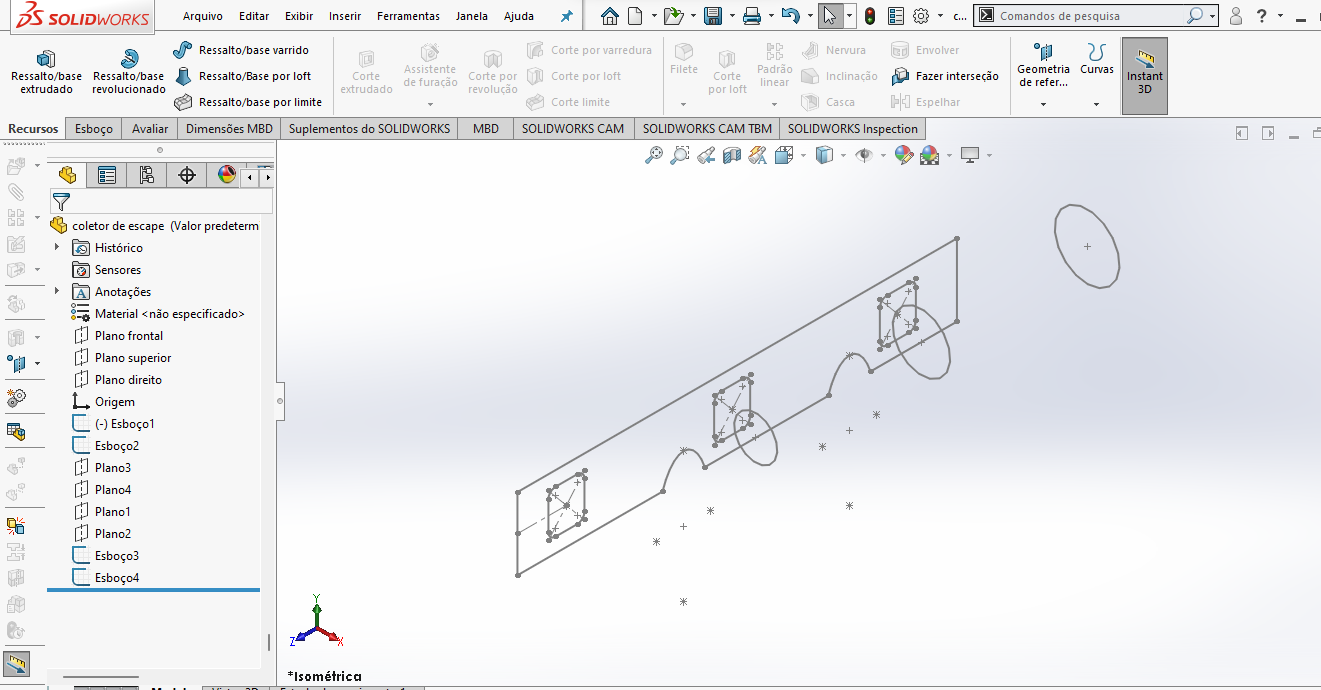 SOLIDWORKS
Arquivo Editar Exibir Inserir Ferramentas Janela Ajuda
c...
Comandos de pesquisa
?
Ressalto/base
extrudado
Ressalto/base
revolucionado
Ressalto/base varrido
Ressalto/Base por loft
Ressalto/base por limite
Corte
extrudado
Assistente
de furação
Corte por
revolução
Corte por varredura
Corte por loft
Corte limite
Filete
Corte
por loft
Padrão
linear
Nervura
Inclinação
Casca
Envolver
Fazer interseção
Espelhar
Geometria
de refer...
Curvas
Instant
3D
Recursos Esboço Avaliar Dimensões MBD Suplementos do SOLIDWORKS MBD SOLIDWORKS CAM SOLIDWORKS CAM TBM SOLIDWORKS Inspection
coletor de escape (Valor predeterm
Histórico
Sensores
Anotações
Material <não especificado>
Plano frontal
Plano superior
Plano direito
Origem
(-) Esboço1
Esboço2
Plano3
Plano4
Plano1
Plano2
Esboço3
Esboço4
Y
Z
X
*Isométrica